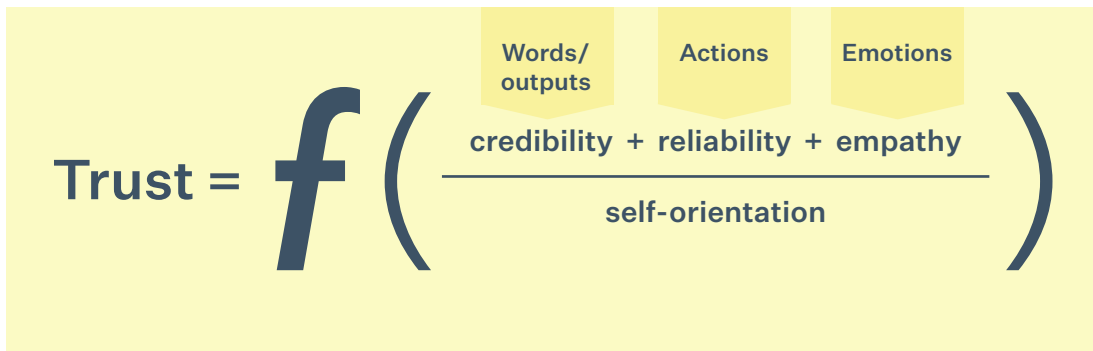 Words/
outputs
Actions
Emotions
Trust = f ( credibility + reliability + empathy
self-orientation )